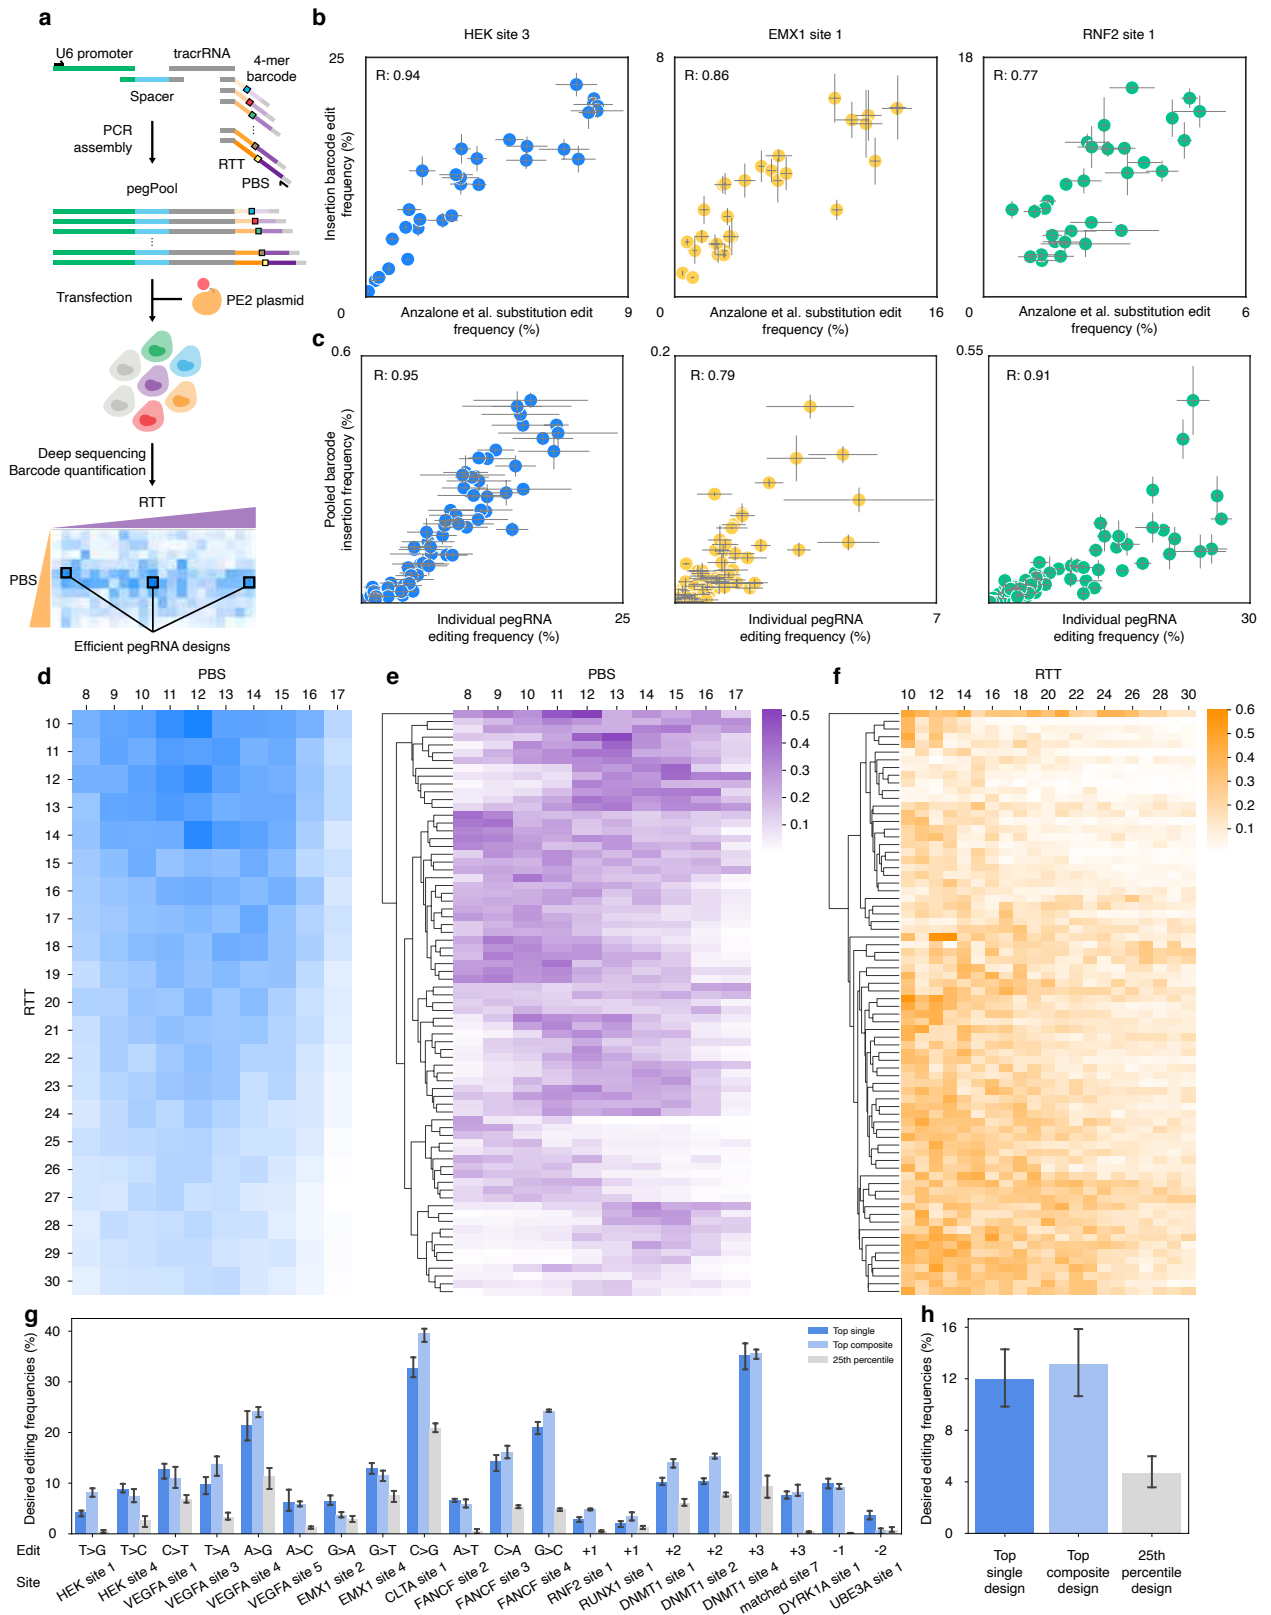 a
U6 promoter
tracrRNA
4-mer
barcode
Spacer
PCR
assembly
RTT
PBS
pegPool
Transfection
PE2 plasmid
Deep sequencing
Barcode quantification
RTT
PBS
Efficient pegRNA designs
b
HEK site 3
EMX1 site 1
RNF2 site 1
25
R: 0.94
8
R: 0.86
18
R: 0.77
Insertion barcode edit
frequency (%)
0
Anzalone et al. substitution edit
frequency (%)
9
0
Anzalone et al. substitution edit
frequency (%)
16
0
Anzalone et al. substitution edit
frequency (%)
6
c
0.6
R: 0.95
0.2
R: 0.79
0.55
R: 0.91
Pooled barcode
insertion frequency (%)
Individual pegRNA
editing frequency (%)
25
Individual pegRNA
editing frequency (%)
7
Individual pegRNA
editing frequency (%)
30
d
PBS
8 9 10 11 12 13 14 15 16 17
RTT
10
11
12
13
14
15
16
17
18
19
20
21
22
23
24
25
26
27
28
29
30
e
PBS
8 9 10 11 12 13 14 15 16 17
0.5
0.4
0.3
0.2
0.1
f
RTT
10 12 14 16 18 20 22 24 26 28 30
0.6
0.5
0.4
0.3
0.2
0.1
g
Desired editing frequencies (%)
40
30
20
10
0
Top single
Top composite
25th percentile
Edit
T>G T>C C>T T>A A>G A>C G>A G>T C>G A>T C>A G>C +1 +1 +2 +2 +3 +3 -1 -2
Site
HEK site 1
HEK site 4
VEGFA site 1
VEGFA site 3
VEGFA site 4
VEGFA site 5
EMX1 site 2
EMX1 site 4
CLTA site 1
FANCF site 2
FANCF site 3
FANCF site 4
RNF2 site 1
RUNX1 site 1
DNMT1 site 1
DNMT1 site 2
DNMT1 site 4
matched site 7
DYRK1A site 1
UBE3A site 1
h
Desired editing frequencies (%)
16
12
8
4
0
Top
single
design
Top
composite
design
25th
percentile
design